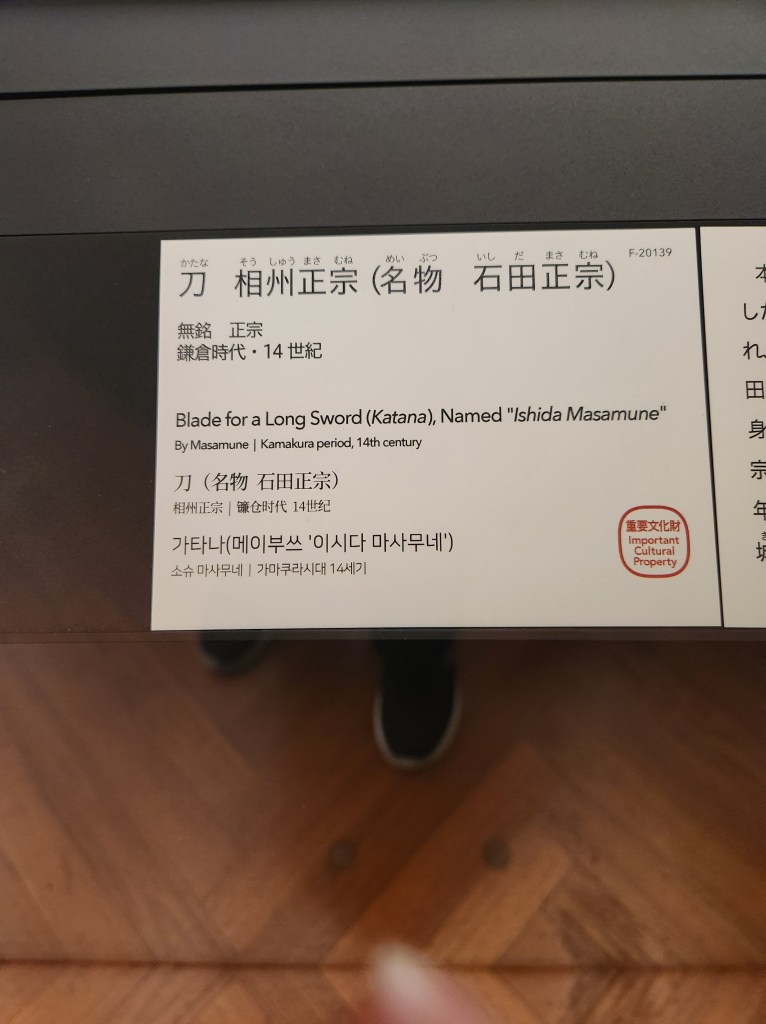 かたな そう しゅう まさ むね めい ぶつ いし だ まさ むね
刀 相州正宗 (名物 石田正宗) F-20139
無銘 正宗
鎌倉時代・14 世紀
Blade for a Long Sword (Katana), Named "Ishida Masamune"
By Masamune | Kamakura period, 14th century
刀（名物 石田正宗）
相州正宗 | 镰仓时代 14世纪
가타나(메이부쓰 '이시다 마사무네')
소슈 마사무네 | 가마쿠라시대 14세기
重要文化財
Important
Cultural
Property
れ、
田
身
宗
年